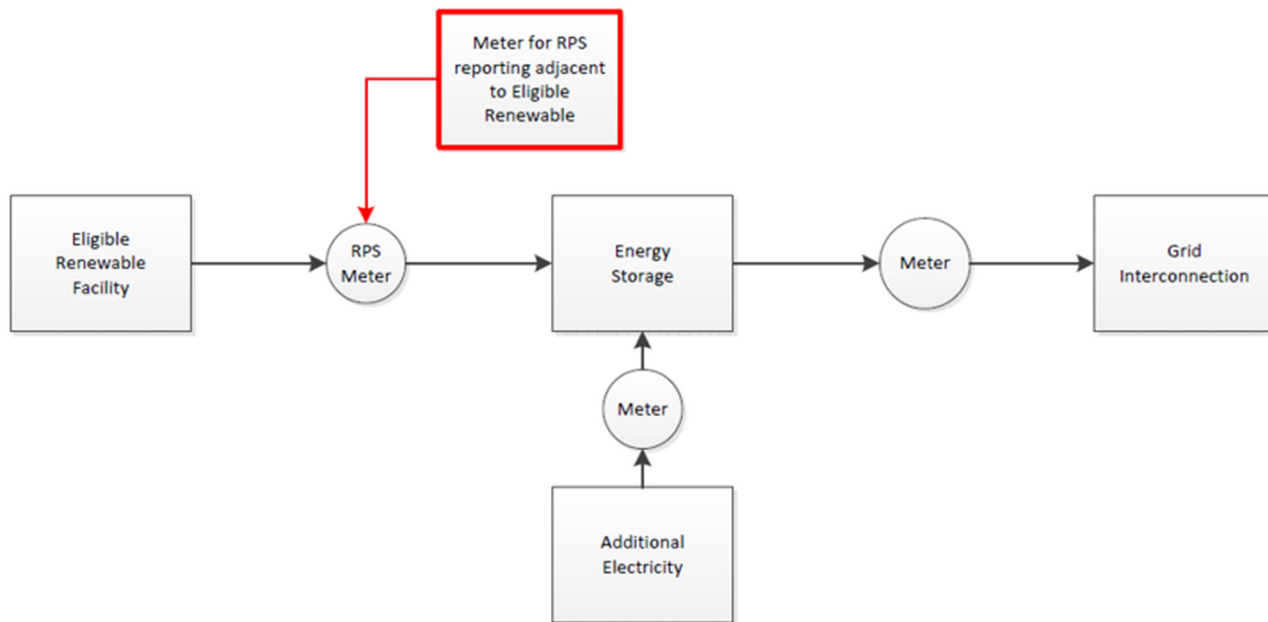 Meter for RPS
reporting adjacent
to Eligible
Renewable
Eligible
Renewable
Facility
RPS
Meter
Energy
Storage
Meter
Grid
Interconnection
Meter
Additional
Electricity